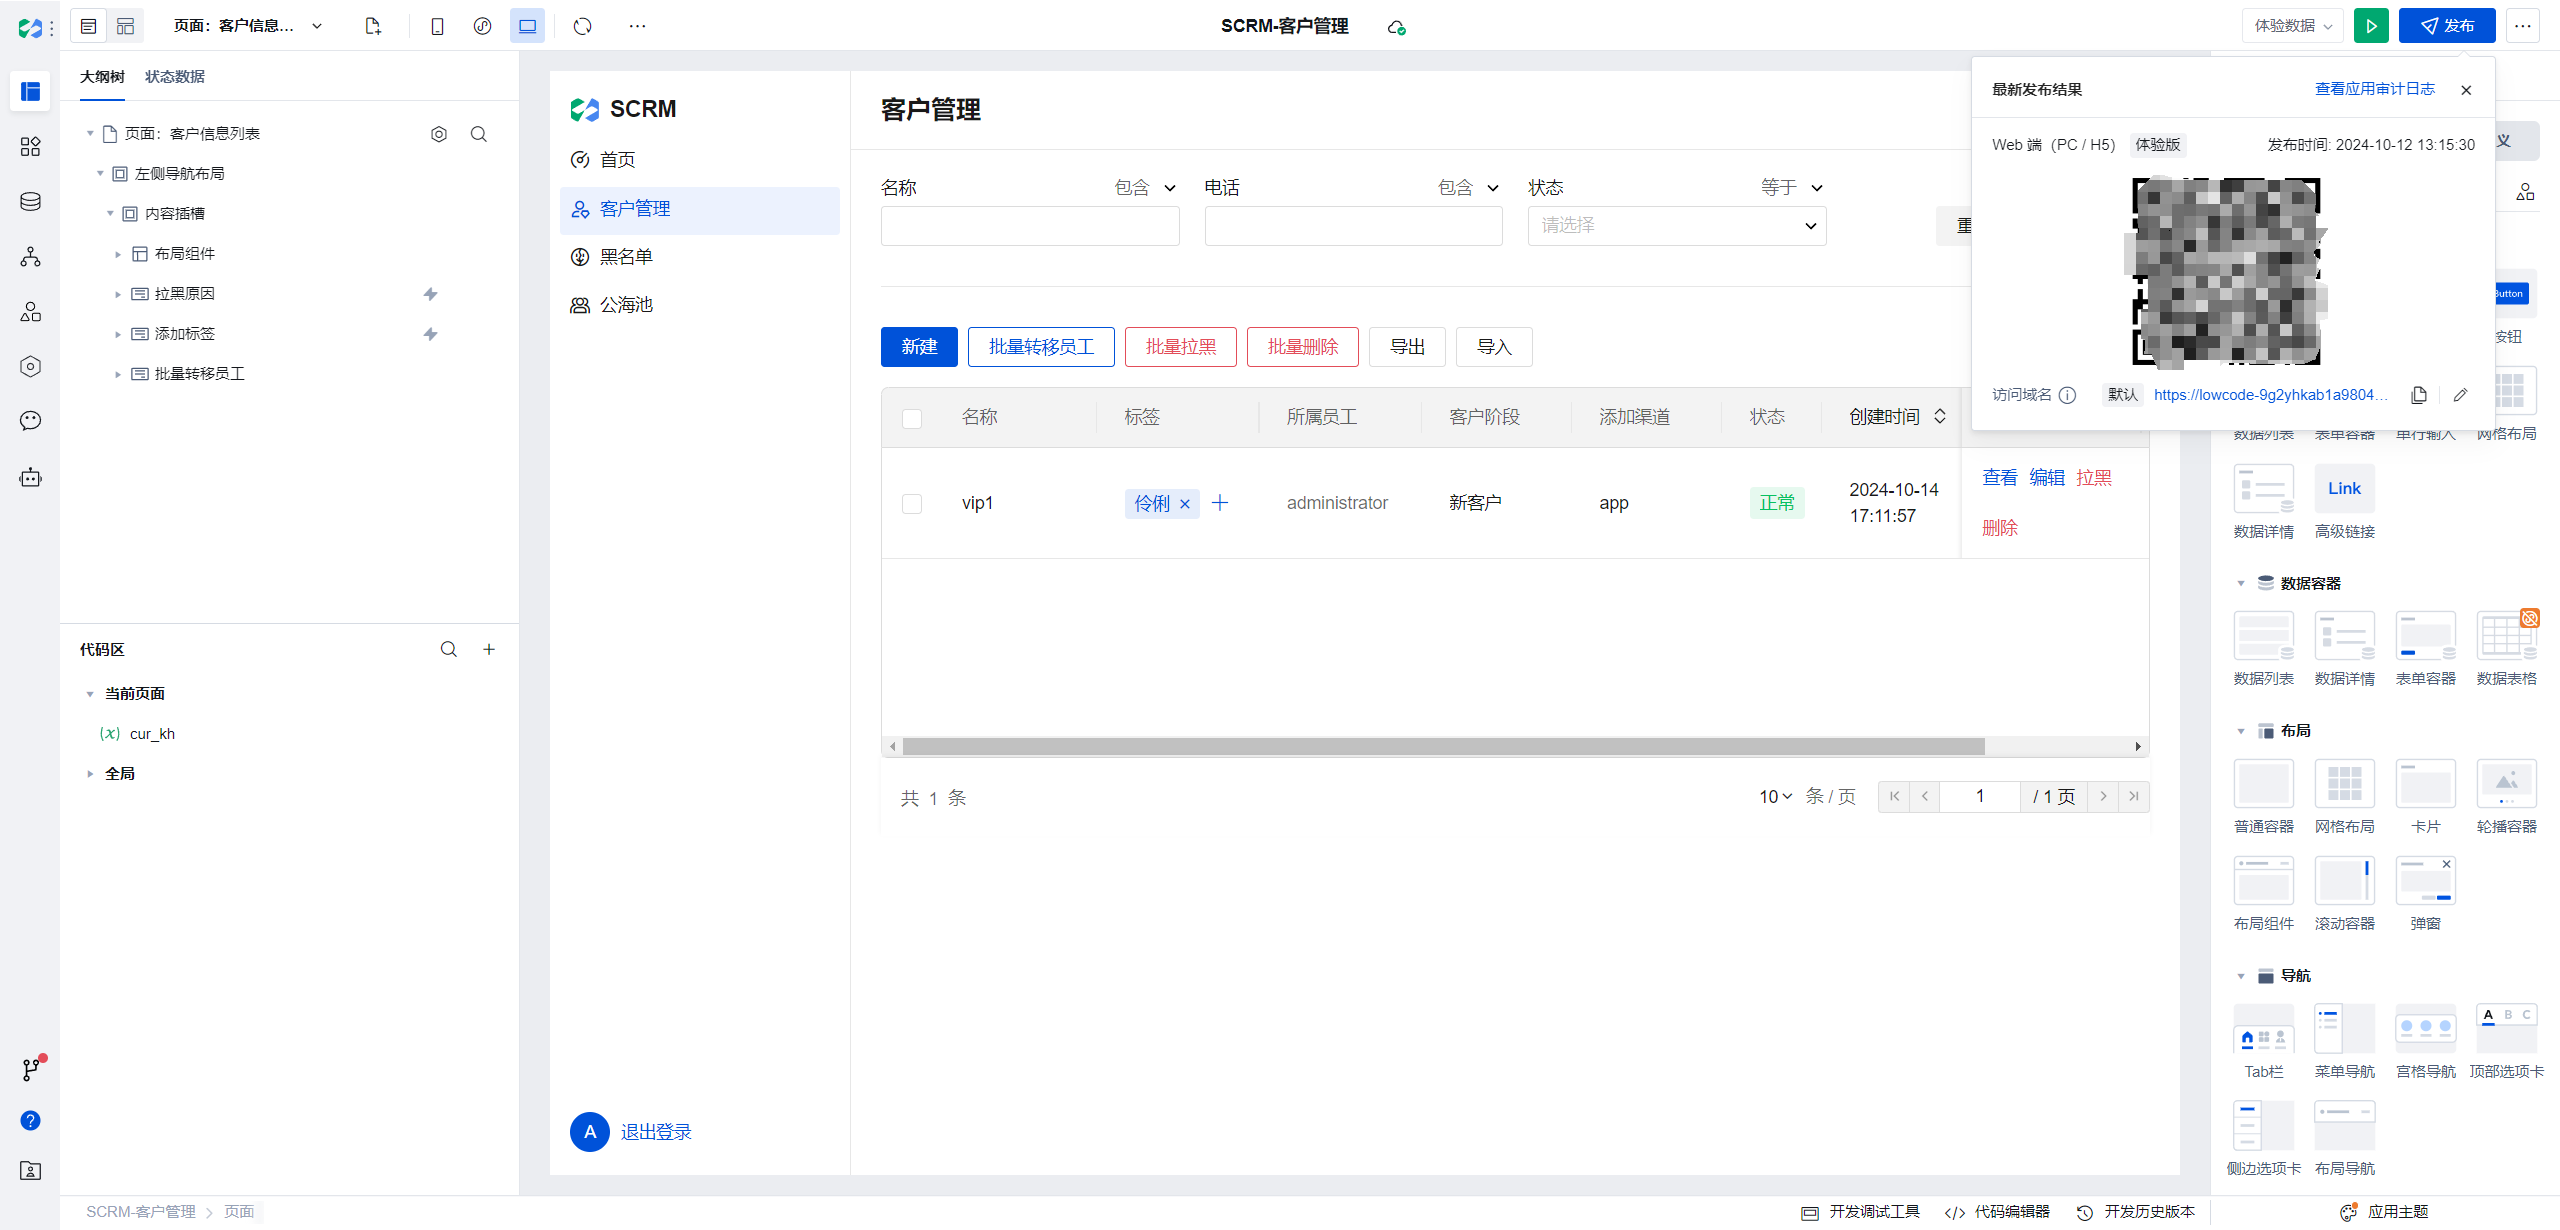 页面：客户信息...
SCRM-客户管理
体验数据
发布
大纲树
状态数据
页面：客户信息列表
左侧导航布局
内容插槽
布局组件
拉黑原因
添加标签
批量转移员工
代码区
当前页面
(x) cur_kh
全局
SCRM
首页
客户管理
黑名单
公海池
A 退出登录
客户管理
名称 包含
电话 包含
状态 等于
请选择
重
新建 批量转移员工 批量拉黑 批量删除 导出 导入
名称 标签 所属员工 客户阶段 添加渠道 状态 创建时间
vip1 伶俐 × + administrator 新客户 app 正常 2024-10-14
17:11:57
查看 编辑 拉黑
删除
共 1 条
10 条 / 页 1 / 1 页
最新发布结果 查看应用审计日志
Web 端（PC / H5） 体验版 发布时间: 2024-10-12 13:15:30
访问域名 默认 https://lowcode-9g2yhkab1a9804...
义
Button
按钮
数据列表 表单容器 单行输入 网格布局
Link
数据详情 高级链接
数据容器
数据列表 数据详情 表单容器 数据表格
布局
普通容器 网格布局 卡片 轮播容器
布局组件 滚动容器 弹窗
导航
A B C
Tab栏 菜单导航 宫格导航 顶部选项卡
侧边选项卡 布局导航
SCRM-客户管理 > 页面
开发调试工具 </> 代码编辑器 开发历史版本 应用主题